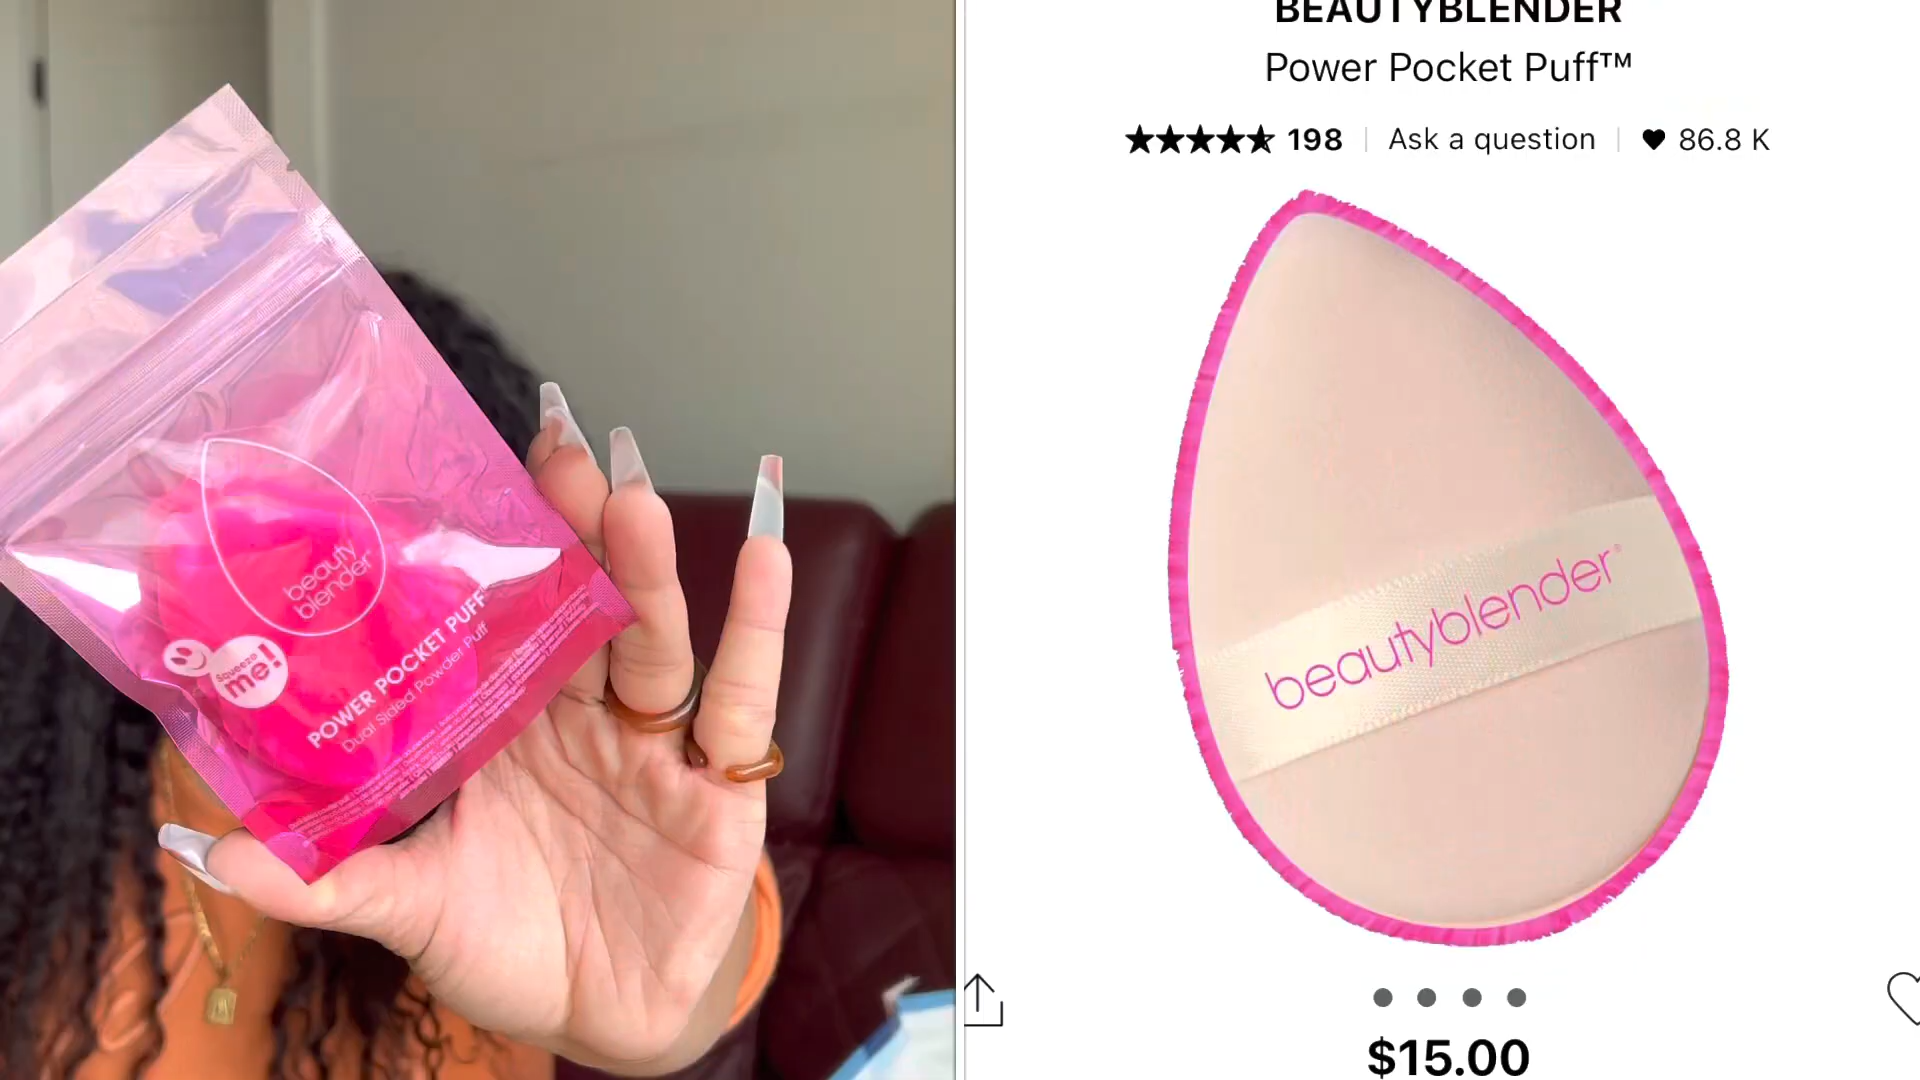 beauty
blender
Squeeze
me!
POWER POCKET PUFF
Dual Sided Powder Puff
BEAUTYBLENDER
Power Pocket Puff™
198
Ask a question
86.8 K
beautyblender
$15.00